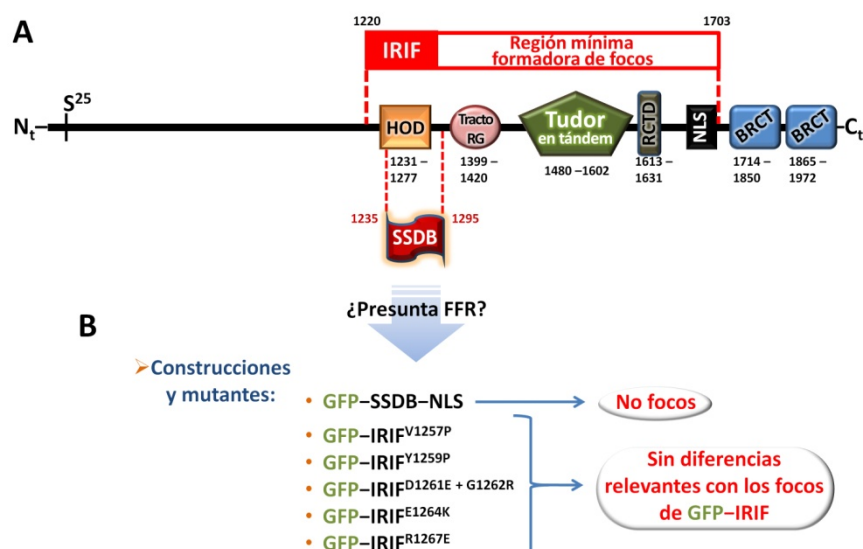 A
1220
1703
IRIF
Región mínima
formadora de focos
S25
Nt
HOD
Tracto
RG
Tudor
en tándem
RCTD
NLS
BRCT
BRCT
Ct
1231 –
1277
1399 –
1420
1480 –1602
1613 –
1631
1714 –
1850
1865 –
1972
1235
1295
SSDB
¿Presunta FFR?
B
➢Construcciones
y mutantes:
• GFP–SSDB–NLS
No focos
• GFP–IRIFV1257P
• GFP–IRIFY1259P
• GFP–IRIFD1261E + G1262R
• GFP–IRIFE1264K
• GFP–IRIFR1267E
Sin diferencias
relevantes con los focos
de GFP–IRIF